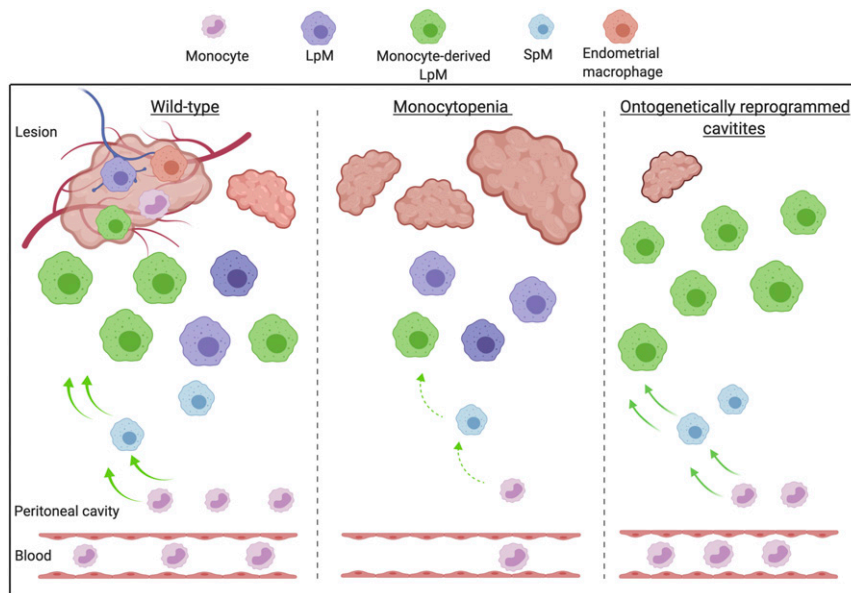 Monocyte
LpM
Monocyte-derived
LpM
SpM
Endometrial
macrophage
Wild-type
Monocytopenia
Ontogenetically reprogrammed
cavitites
Lesion
Peritoneal cavity
Blood